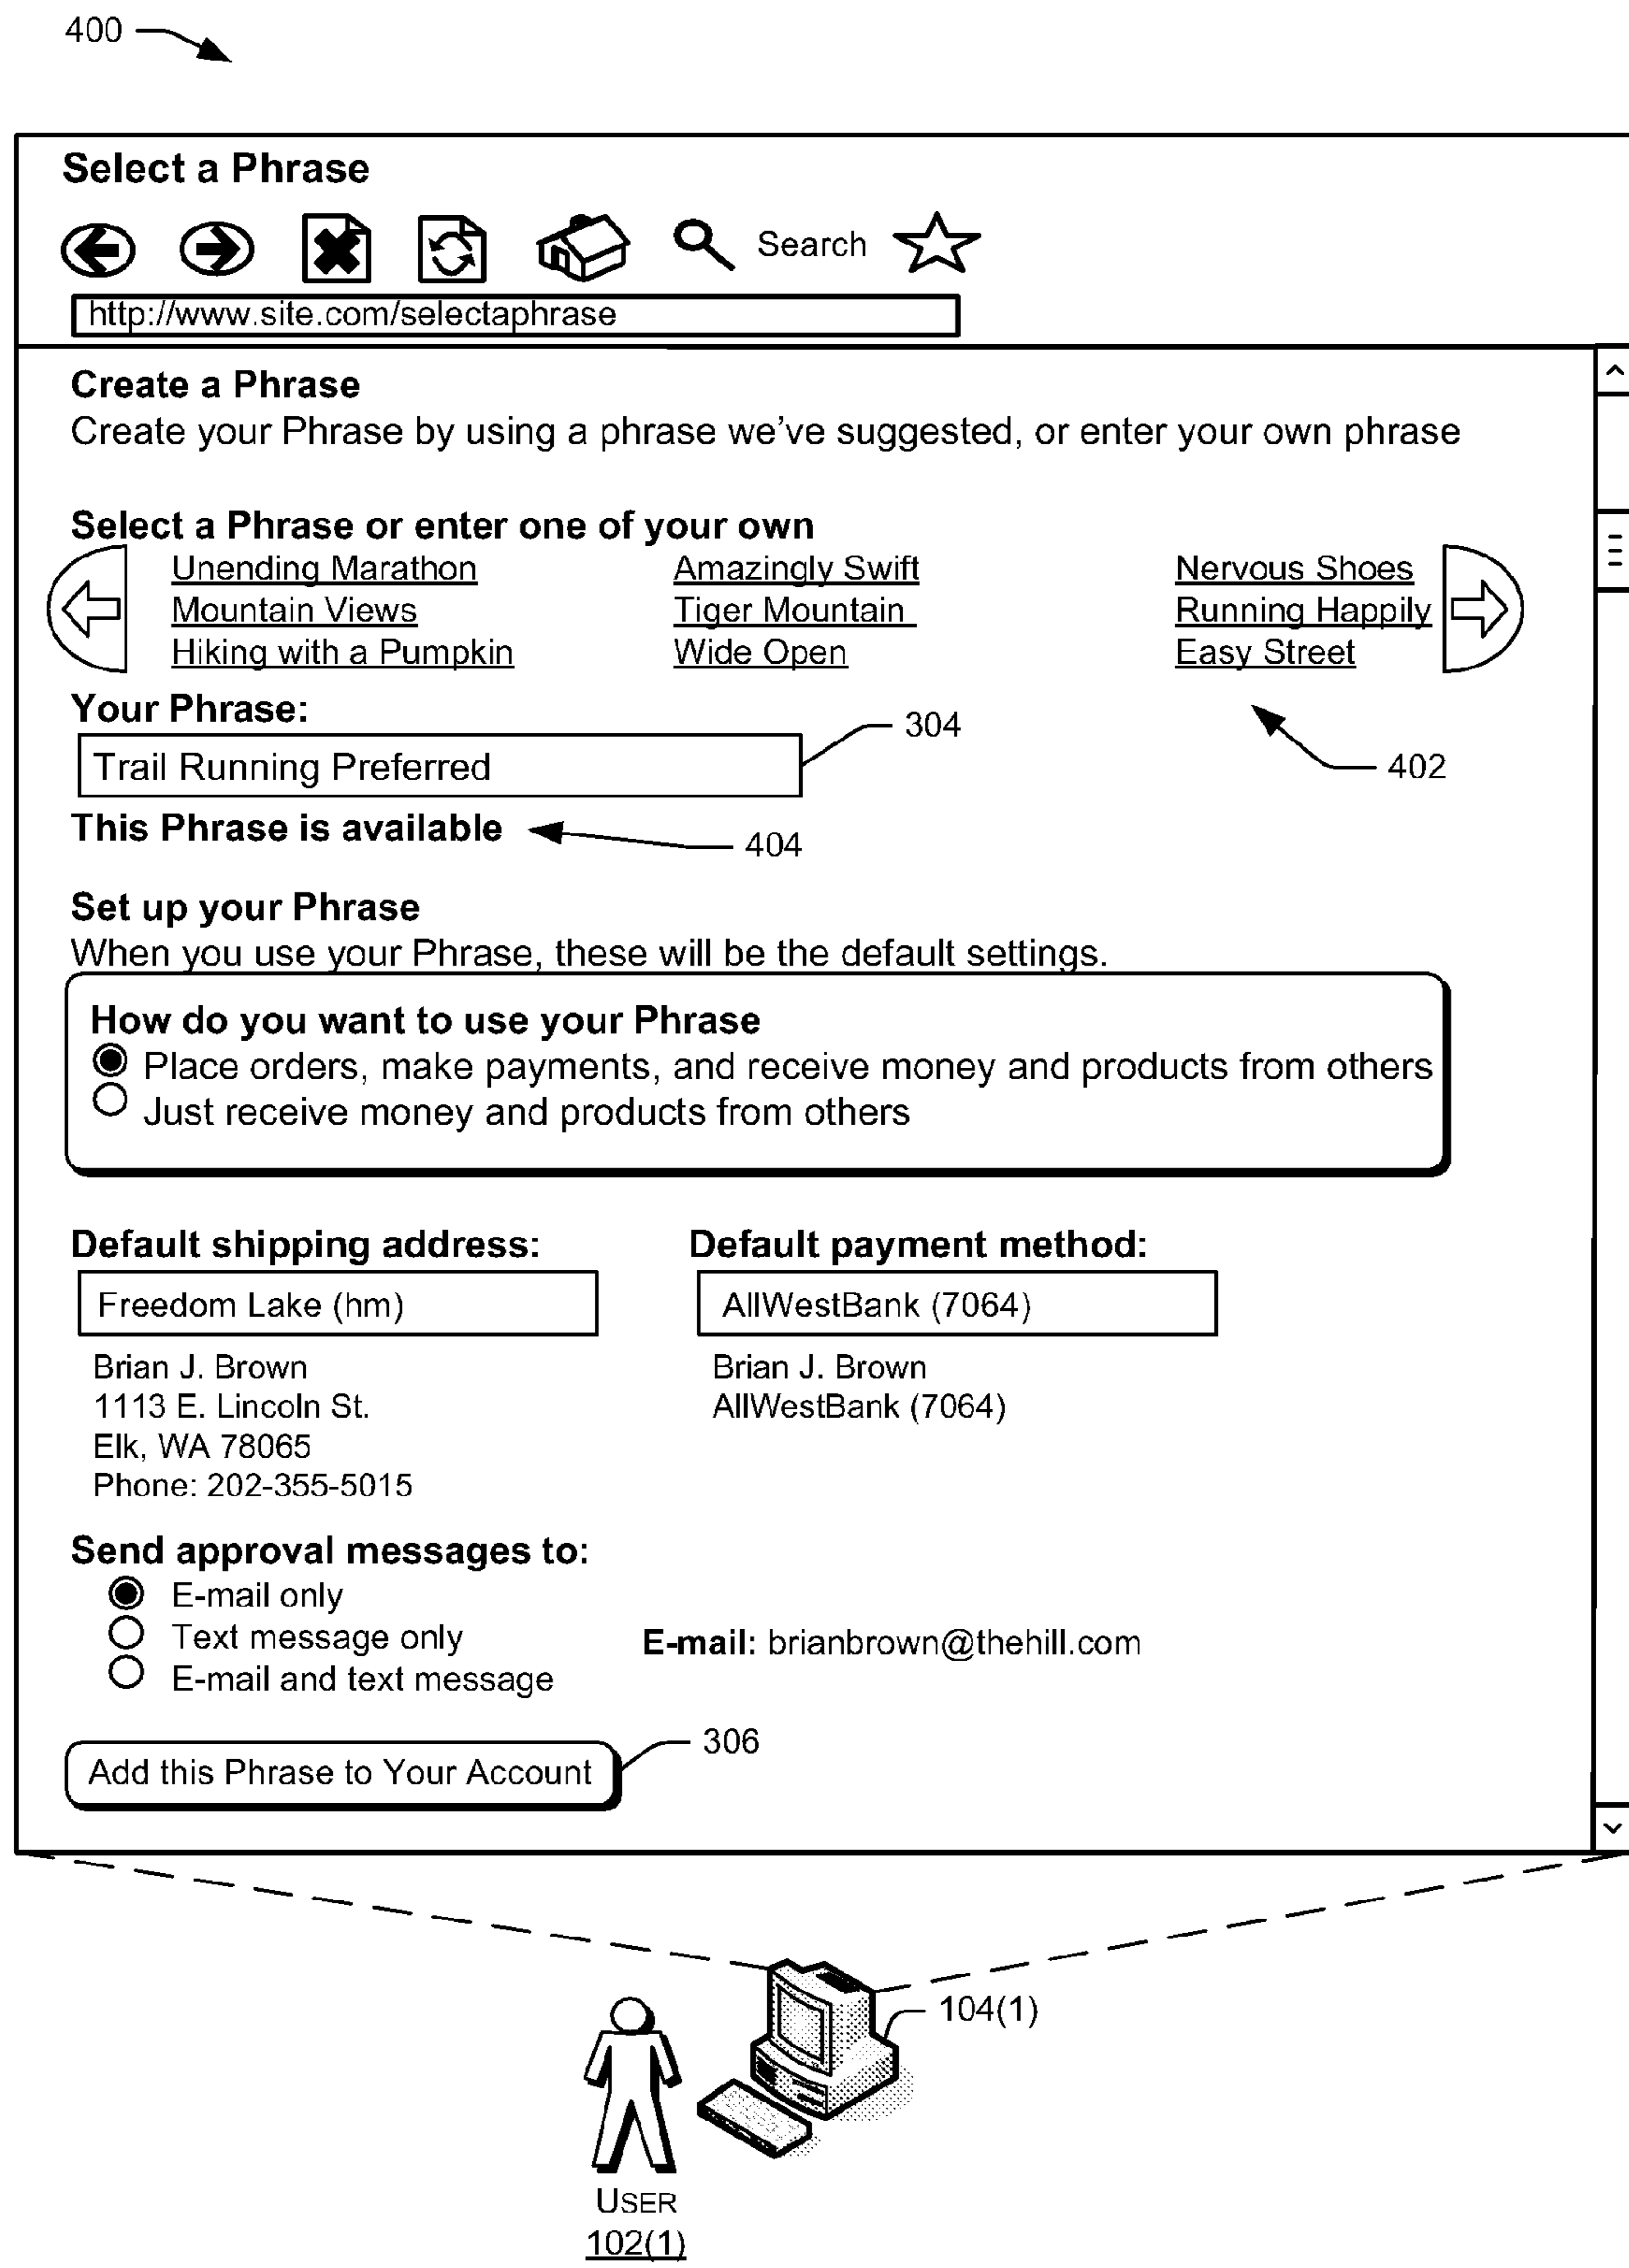 400
Select a Phrase
Search
http://www.site.com/selectaphrase
Create a Phrase
Create your Phrase by using a phrase we've suggested, or enter your own phrase
Select a Phrase or enter one of your own
Unending Marathon Amazingly Swift Nervous Shoes
Mountain Views Tiger Mountain Running Happily
Hiking with a Pumpkin Wide Open Easy Street
Your Phrase:
304
Trail Running Preferred
402
This Phrase is available
404
Set up your Phrase
When you use your Phrase, these will be the default settings.
How do you want to use your Phrase
Place orders, make payments, and receive money and products from others
Just receive money and products from others
Default shipping address: Default payment method:
Freedom Lake (hm) AllWestBank (7064)
Brian J. Brown Brian J. Brown
1113 E. Lincoln St. AllWestBank (7064)
Elk, WA 78065
Phone: 202-355-5015
Send approval messages to:
E-mail only
Text message only E-mail: brianbrown@thehill.com
E-mail and text message
306
Add this Phrase to Your Account
104(1)
USER
102(1)